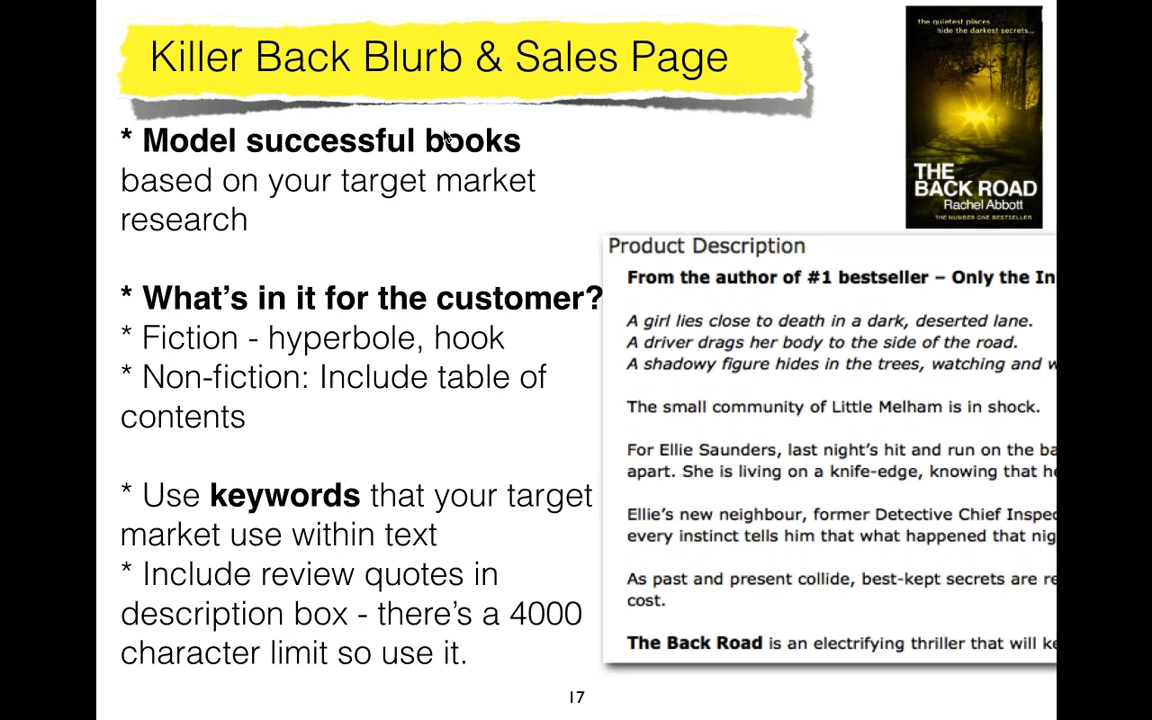 Killer Back Blurb & Sales Page
* Model successful books
based on your target market
research
* What's in it for the customer?
* Fiction - hyperbole, hook
* Non-fiction: Include table of
contents
* Use keywords that your target
market use within text
* Include review quotes in
description box - there's a 4000
character limit so use it.
the quietest places
hide the darkest secrets...
THE
BACK ROAD
Rachel Abbott
THE NUMBER ONE BESTSELLER
Product Description
From the author of #1 bestseller – Only the In
A girl lies close to death in a dark, deserted lane.
A driver drags her body to the side of the road.
A shadowy figure hides in the trees, watching and w
The small community of Little Melham is in shock.
For Ellie Saunders, last night's hit and run on the ba
apart. She is living on a knife-edge, knowing that he
Ellie's new neighbour, former Detective Chief Inspec
every instinct tells him that what happened that nig
As past and present collide, best-kept secrets are re
cost.
The Back Road is an electrifying thriller that will ke
17